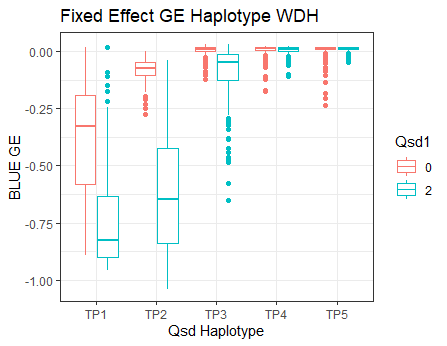 Fixed Effect GE Haplotype WDH
BLUE GE
0.00
-0.25
-0.50
-0.75
-1.00
TP1 TP2 TP3 TP4 TP5
Qsd Haplotype
Qsd1
0
2